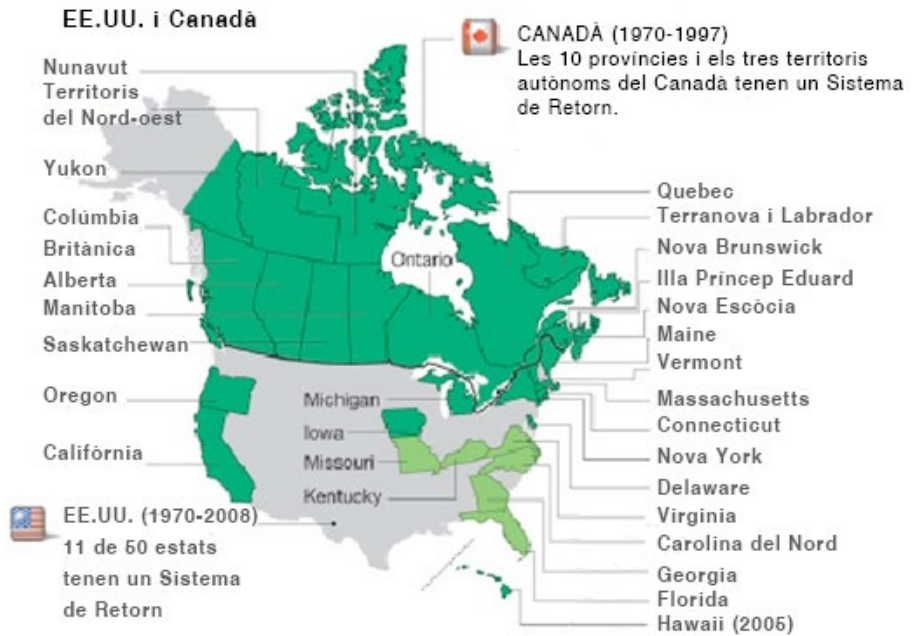 EE.UU. i Canadà
CANADÀ (1970-1997)
Les 10 províncies i els tres territoris
autònoms del Canadà tenen un Sistema
de Retorn.
Nunavut
Territoris
del Nord-oest
Yukon
Colúmbia
Britànica
Alberta
Manitoba
Saskatchewan
Oregon
Califòrnia
EE.UU. (1970-2008)
11 de 50 estats
tenen un Sistema
de Retorn
Ontario
Michigan
Iowa
Missouri
Kentucky
Quebec
Terranova i Labrador
Nova Brunswick
Illa Príncep Eduard
Nova Escòcia
Maine
Vermont
Massachusetts
Connecticut
Nova York
Delaware
Virginia
Carolina del Nord
Georgia
Florida
Hawaii (2005)